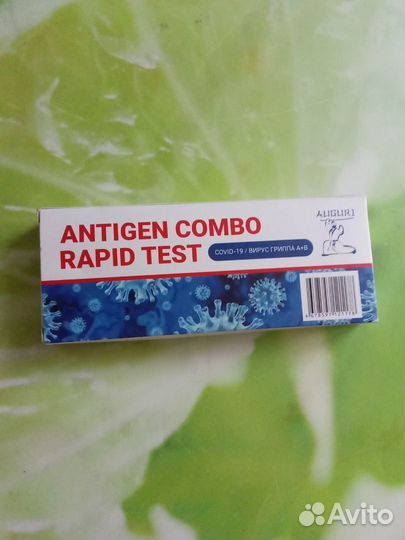 ANTIGEN COMBO
RAPID TEST
COVID-19 / ВИРУС ГРИППА A+B
AUGURI
Avito